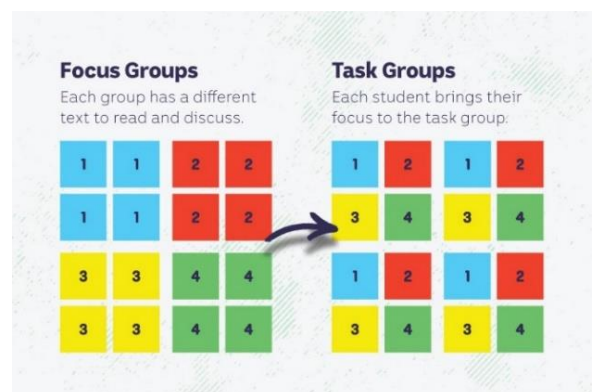 Focus Groups
Each group has a different
text to read and discuss.
1 1 2 2
1 1 2 2
3 3 4 4
3 3 4 4
Task Groups
Each student brings their
focus to the task group.
1 2 1 2
3 4 3 4
1 2 1 2
3 4 3 4